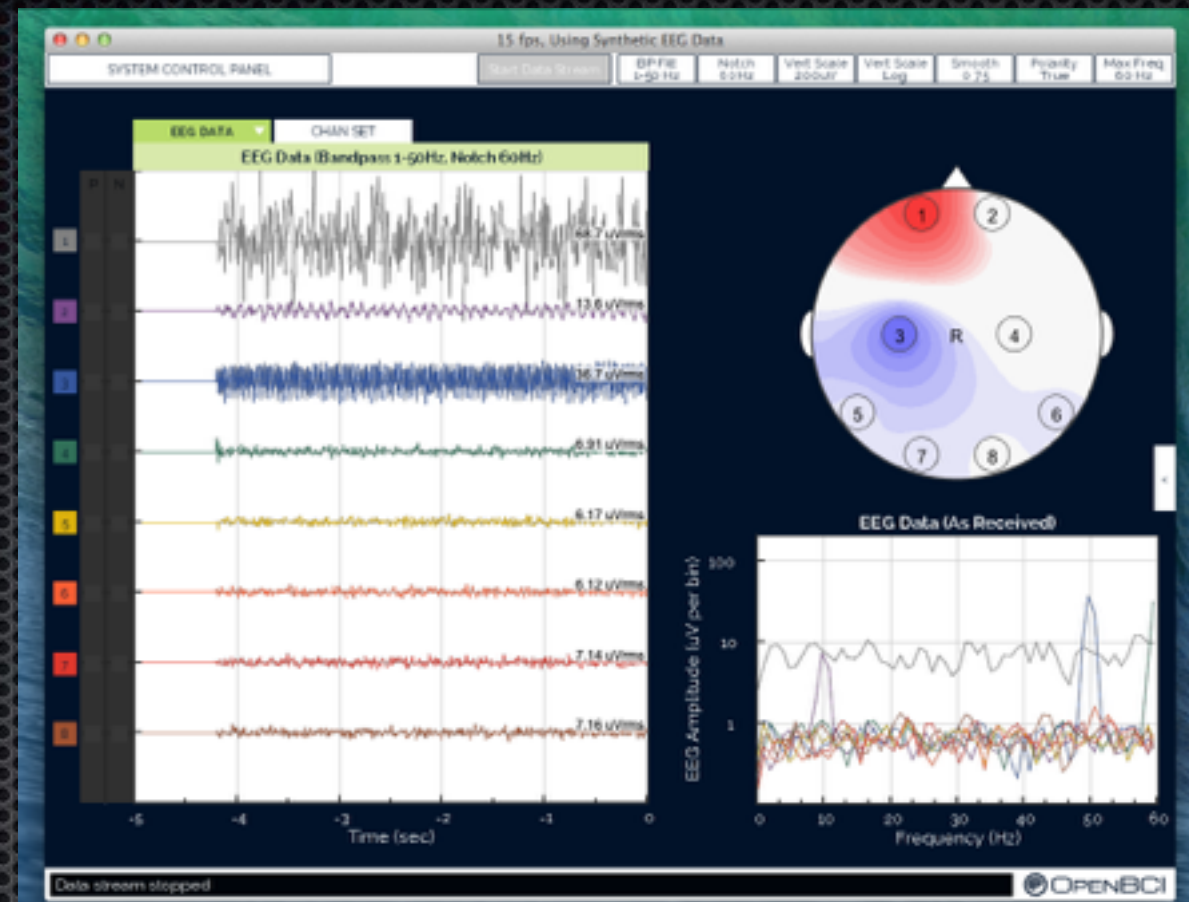 15 fps, Using Synthetic EEG Data
SYSTEM CONTROL PANEL
Start Data Stream
BP Filt
1-50 Hz
Notch
60Hz
Vert Scale
200uV
Vert Scale
Log
Smooth
0.75
Polarity
True
Max Freq
60 Hz
EEG DATA
CHAN SET
EEG Data (Bandpass 1-50Hz, Notch 60Hz)
P N
1
68.7 uVrms
2
13.6 uVrms
3
36.7 uVrms
4
6.91 uVrms
5
6.17 uVrms
6
6.12 uVrms
7
7.14 uVrms
8
7.16 uVrms
-5 -4 -3 -2 -1 0
Time (sec)
1 2
3 R 4
5 6
7 8
<
EEG Data (As Received)
EEG Amplitude (uV per bin)
100
10
1
0 10 20 30 40 50 60
Frequency (Hz)
Data stream stopped
OPENBCI